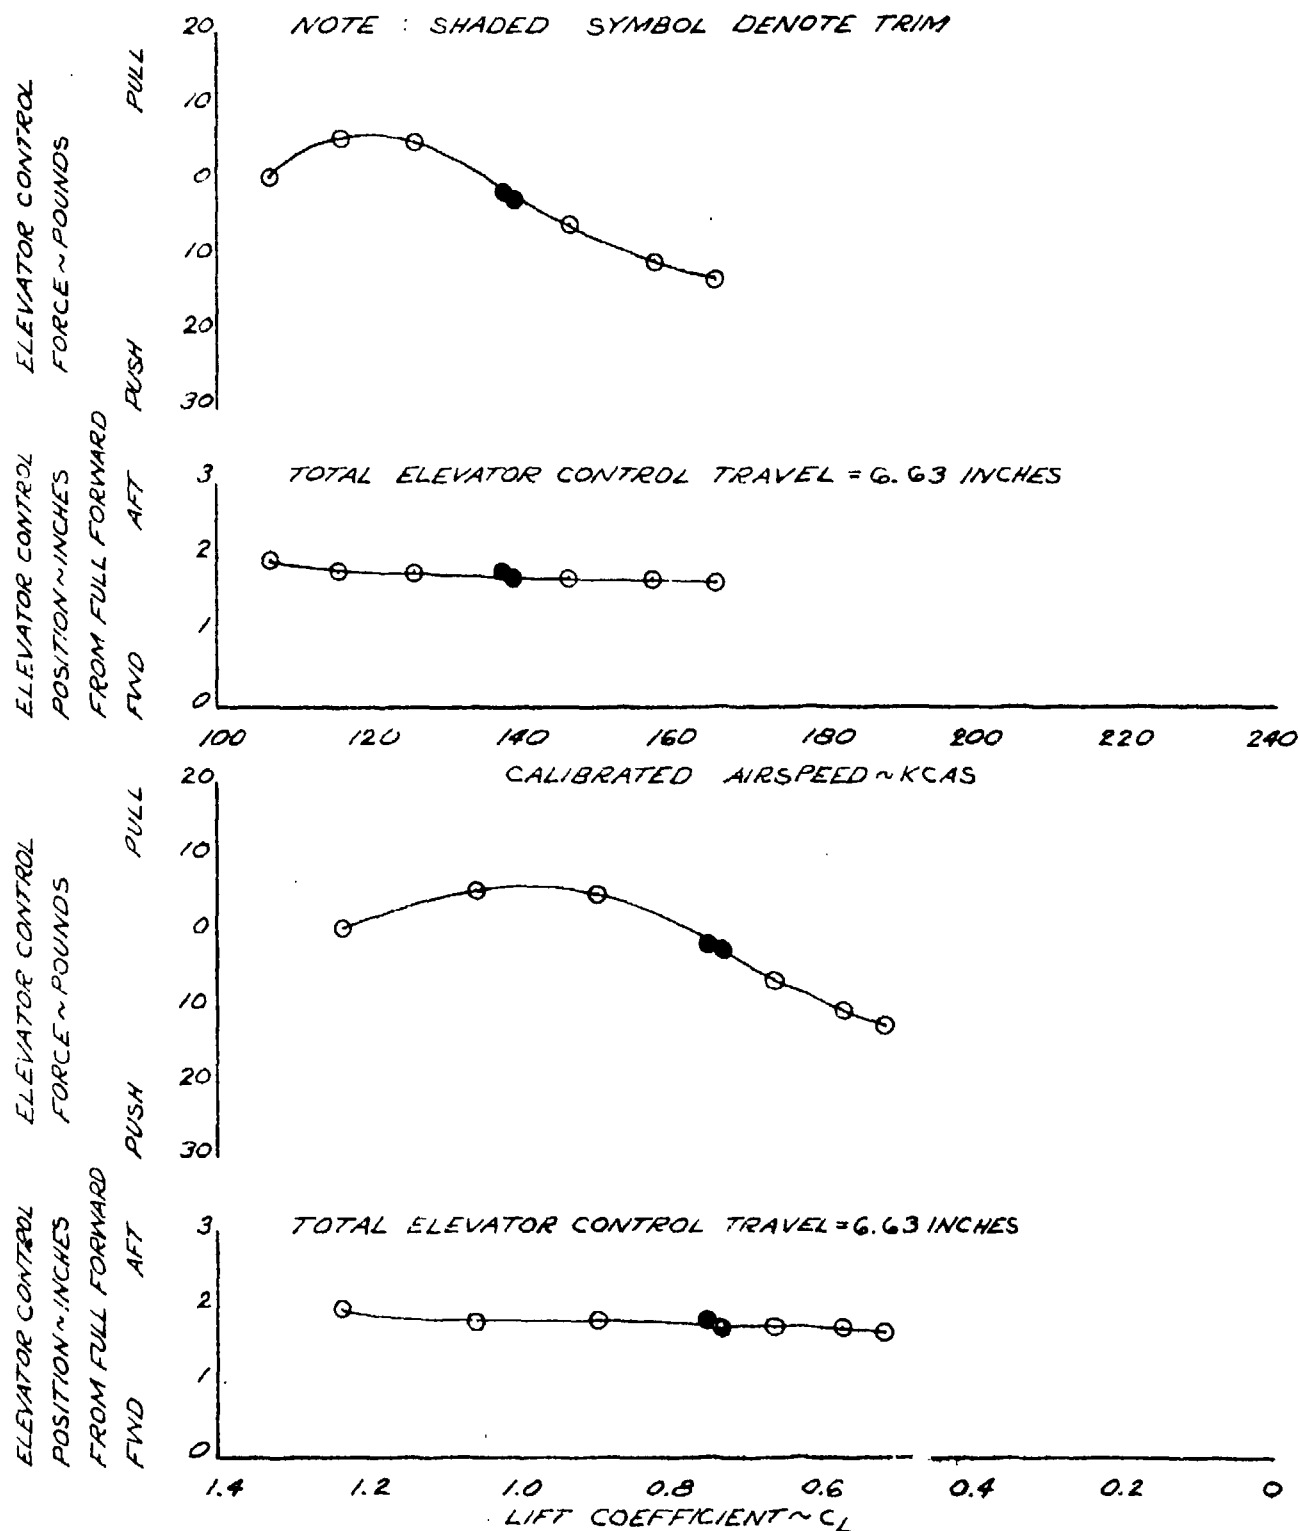 NOTE : SHADED SYMBOL DENOTE TRIM
ELEVATOR CONTROL
FORCE ~ POUNDS
PUSH PULL
20
10
0
10
20
30
TOTAL ELEVATOR CONTROL TRAVEL = 6.63 INCHES
ELEVATOR CONTROL
POSITION ~ INCHES
FROM FULL FORWARD
FWD AFT
3
2
1
0
100 120 140 160 180 200 220 240
CALIBRATED AIRSPEED ~ KCAS
ELEVATOR CONTROL
FORCE ~ POUNDS
PUSH PULL
20
10
0
10
20
30
TOTAL ELEVATOR CONTROL TRAVEL = 6.63 INCHES
ELEVATOR CONTROL
POSITION ~ INCHES
FROM FULL FORWARD
FWD AFT
3
2
1
0
1.4 1.2 1.0 0.8 0.6 0.4 0.2 0
LIFT COEFFICIENT ~ CL